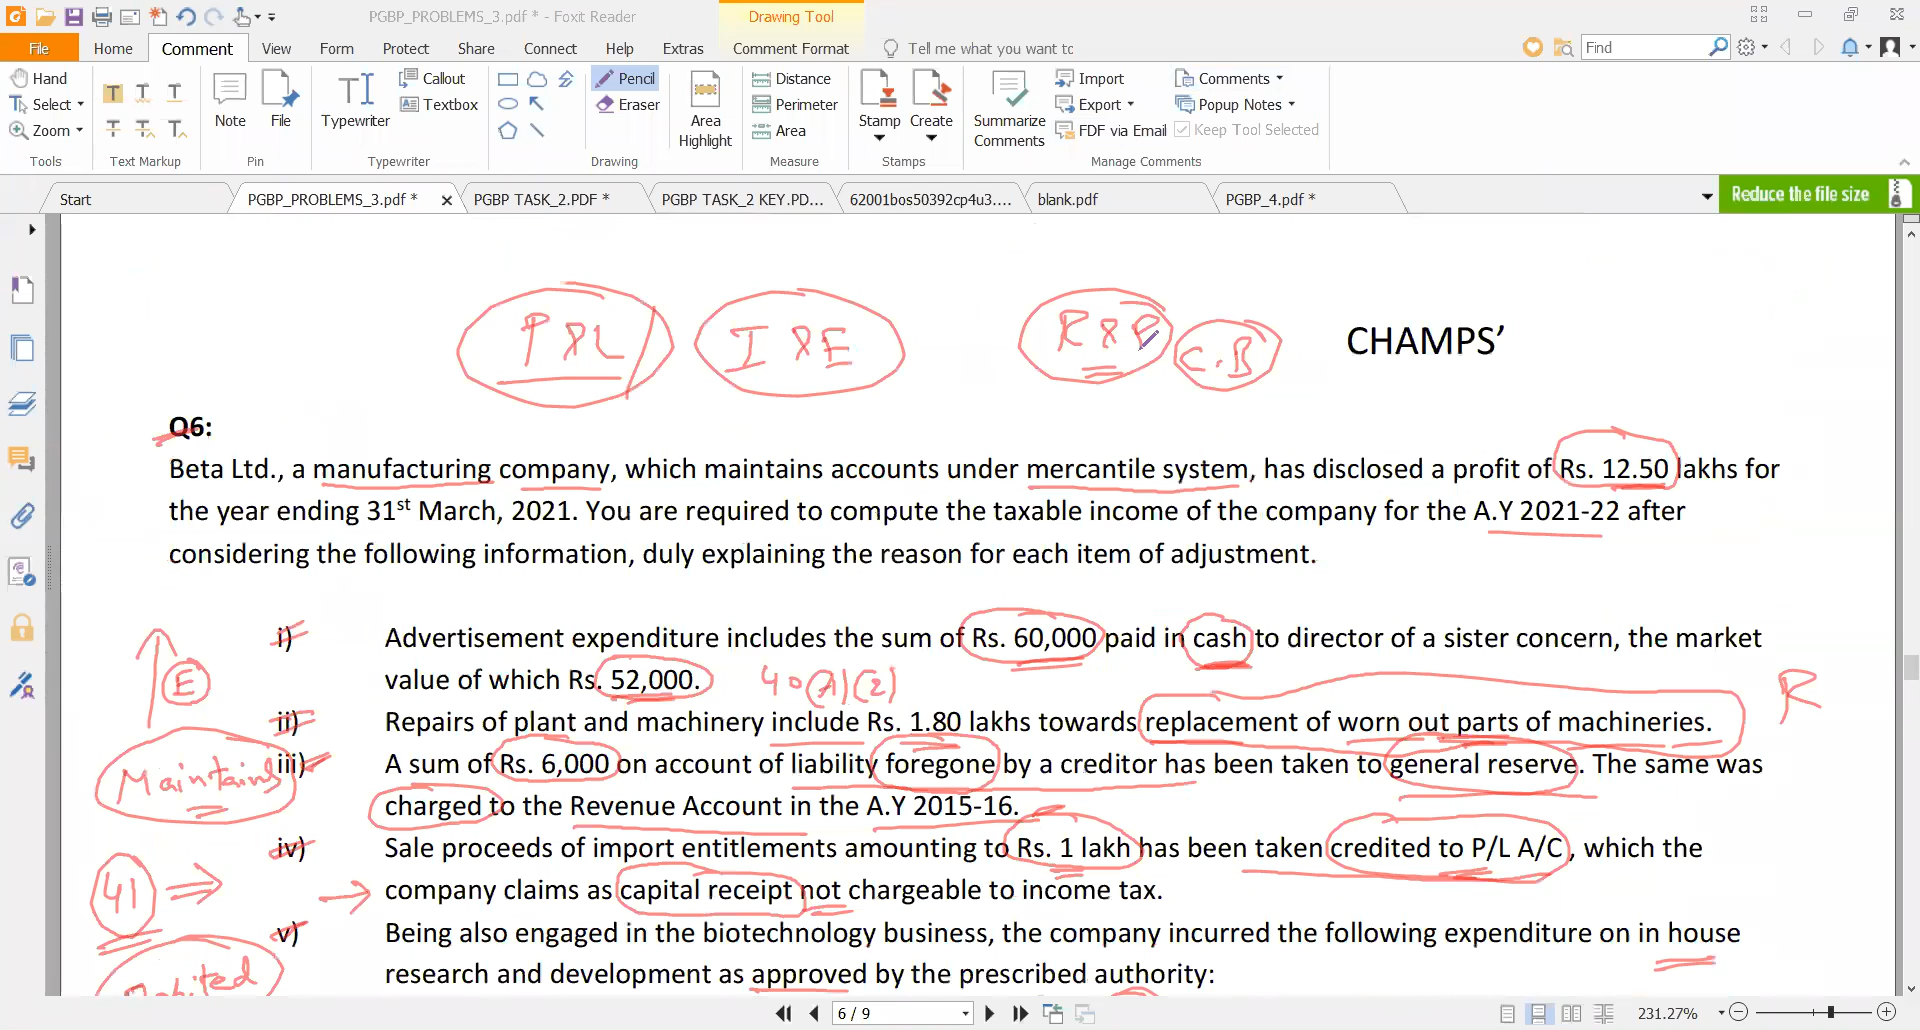 PGBP_PROBLEMS_3.pdf * - Foxit Reader
Drawing Tool
File Home Comment View Form Protect Share Connect Help Extras Comment Format Tell me what you want to Find
Hand
Select
Zoom
Tools
Text Markup
Note
File
Pin
Typewriter
Callout
Textbox
Typewriter
Pencil
Eraser
Drawing
Area
Highlight
Distance
Perimeter
Area
Measure
Stamp
Create
Stamps
Summarize
Comments
Import
Export
FDF via Email
Comments
Popup Notes
Keep Tool Selected
Manage Comments
Start PGBP_PROBLEMS_3.pdf * PGBP TASK_2.PDF * PGBP TASK_2 KEY.PD... 62001bos50392cp4u3.... blank.pdf PGBP_4.pdf * Reduce the file size
P&L I&E R&P C.B CHAMPS’
Q6:
Beta Ltd., a manufacturing company, which maintains accounts under mercantile system, has disclosed a profit of Rs. 12.50 lakhs for
the year ending 31st March, 2021. You are required to compute the taxable income of the company for the A.Y 2021-22 after
considering the following information, duly explaining the reason for each item of adjustment.
i) Advertisement expenditure includes the sum of Rs. 60,000 paid in cash to director of a sister concern, the market
value of which Rs. 52,000. 40(A)(2)
E
ii) Repairs of plant and machinery include Rs. 1.80 lakhs towards replacement of worn out parts of machineries. R
iii) A sum of Rs. 6,000 on account of liability foregone by a creditor has been taken to general reserve. The same was
Maintains
charged to the Revenue Account in the A.Y 2015-16.
iv) Sale proceeds of import entitlements amounting to Rs. 1 lakh has been taken credited to P/L A/C, which the
41
company claims as capital receipt not chargeable to income tax.
v) Being also engaged in the biotechnology business, the company incurred the following expenditure on in house
research and development as approved by the prescribed authority:
Debited
6 / 9 231.27%